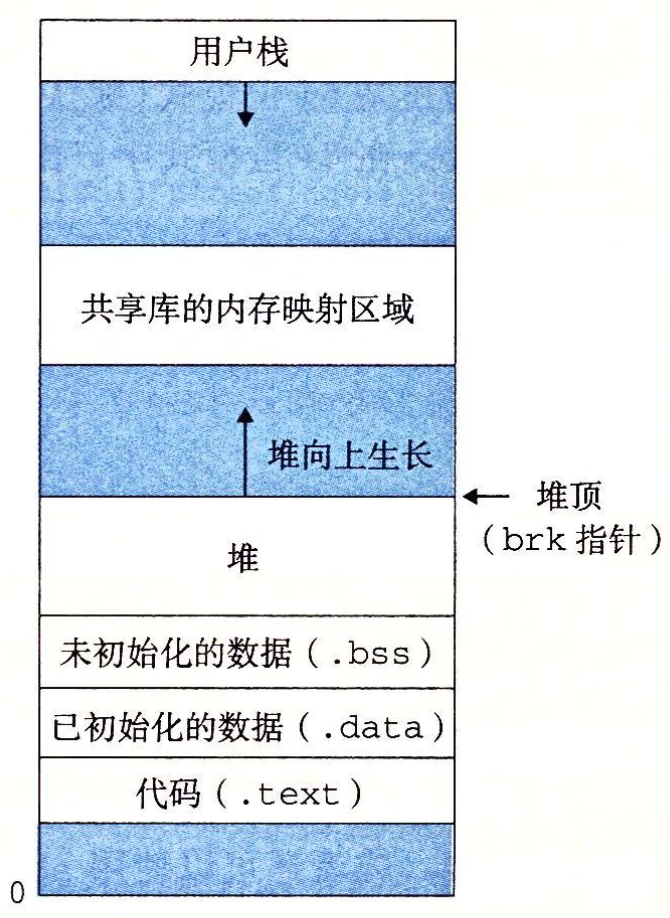 用户栈
共享库的内存映射区域
堆向上生长
堆顶
(brk 指针)
堆
未初始化的数据(.bss)
已初始化的数据(.data)
代码(.text)
0